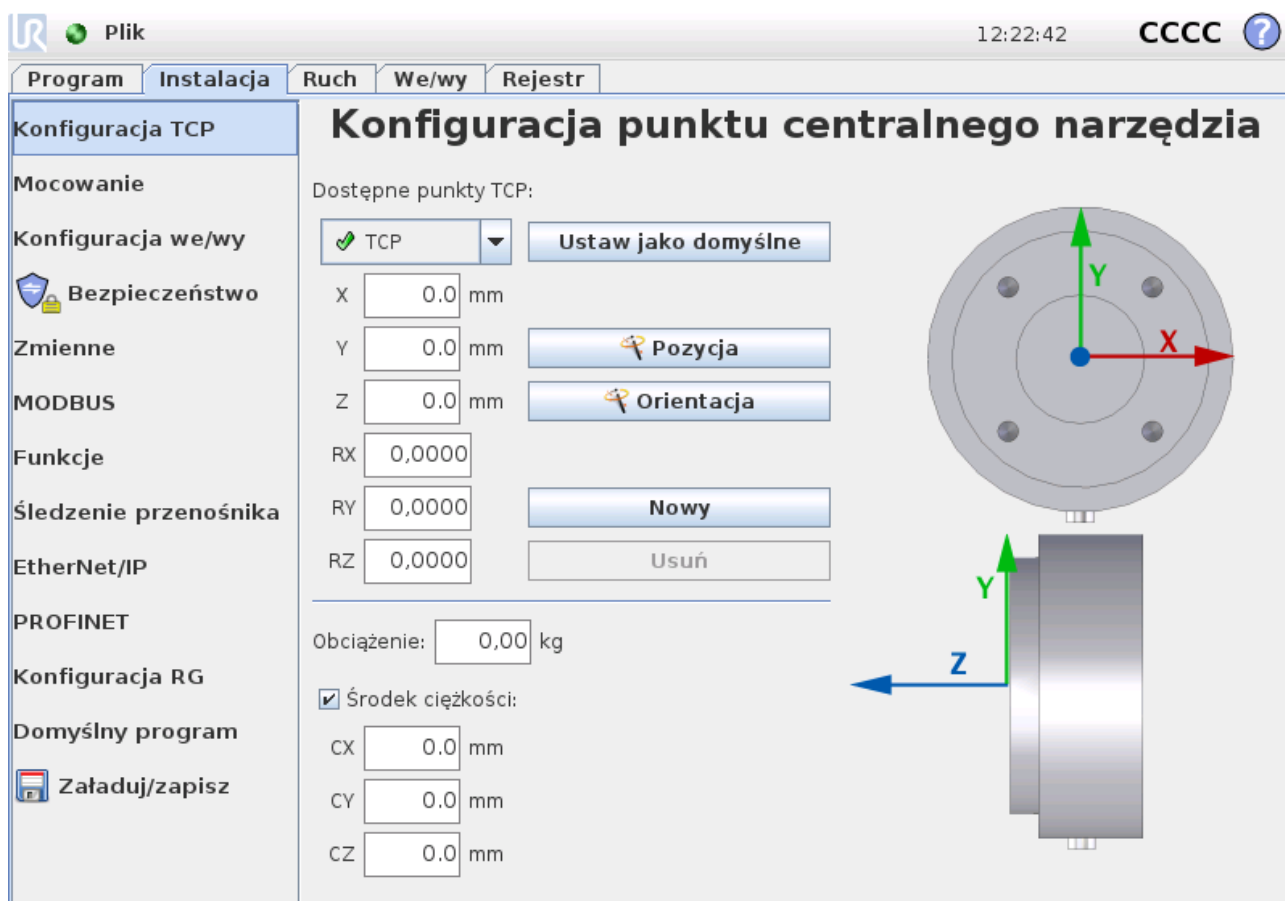 UR Plik 12:22:42 CCCC ?
Program Instalacja Ruch We/wy Rejestr
Konfiguracja TCP
Mocowanie
Konfiguracja we/wy
Bezpieczeństwo
Zmienne
MODBUS
Funkcje
Śledzenie przenośnika
EtherNet/IP
PROFINET
Konfiguracja RG
Domyślny program
Załaduj/zapisz
Konfiguracja punktu centralnego narzędzia
Dostępne punkty TCP:
TCP Ustaw jako domyślne
X 0.0 mm
Y 0.0 mm Pozycja
Z 0.0 mm Orientacja
RX 0,0000
RY 0,0000 Nowy
RZ 0,0000 Usuń
Obciążenie: 0,00 kg
Środek ciężkości:
CX 0.0 mm
CY 0.0 mm
CZ 0.0 mm
Y
X
Y
Z